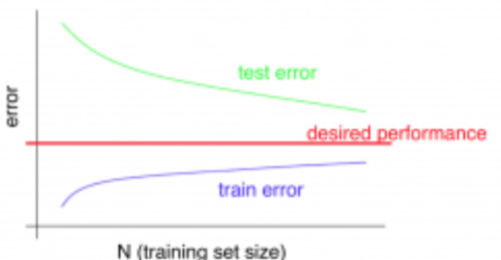 test error
error
desired performance
train error
N (training set size)